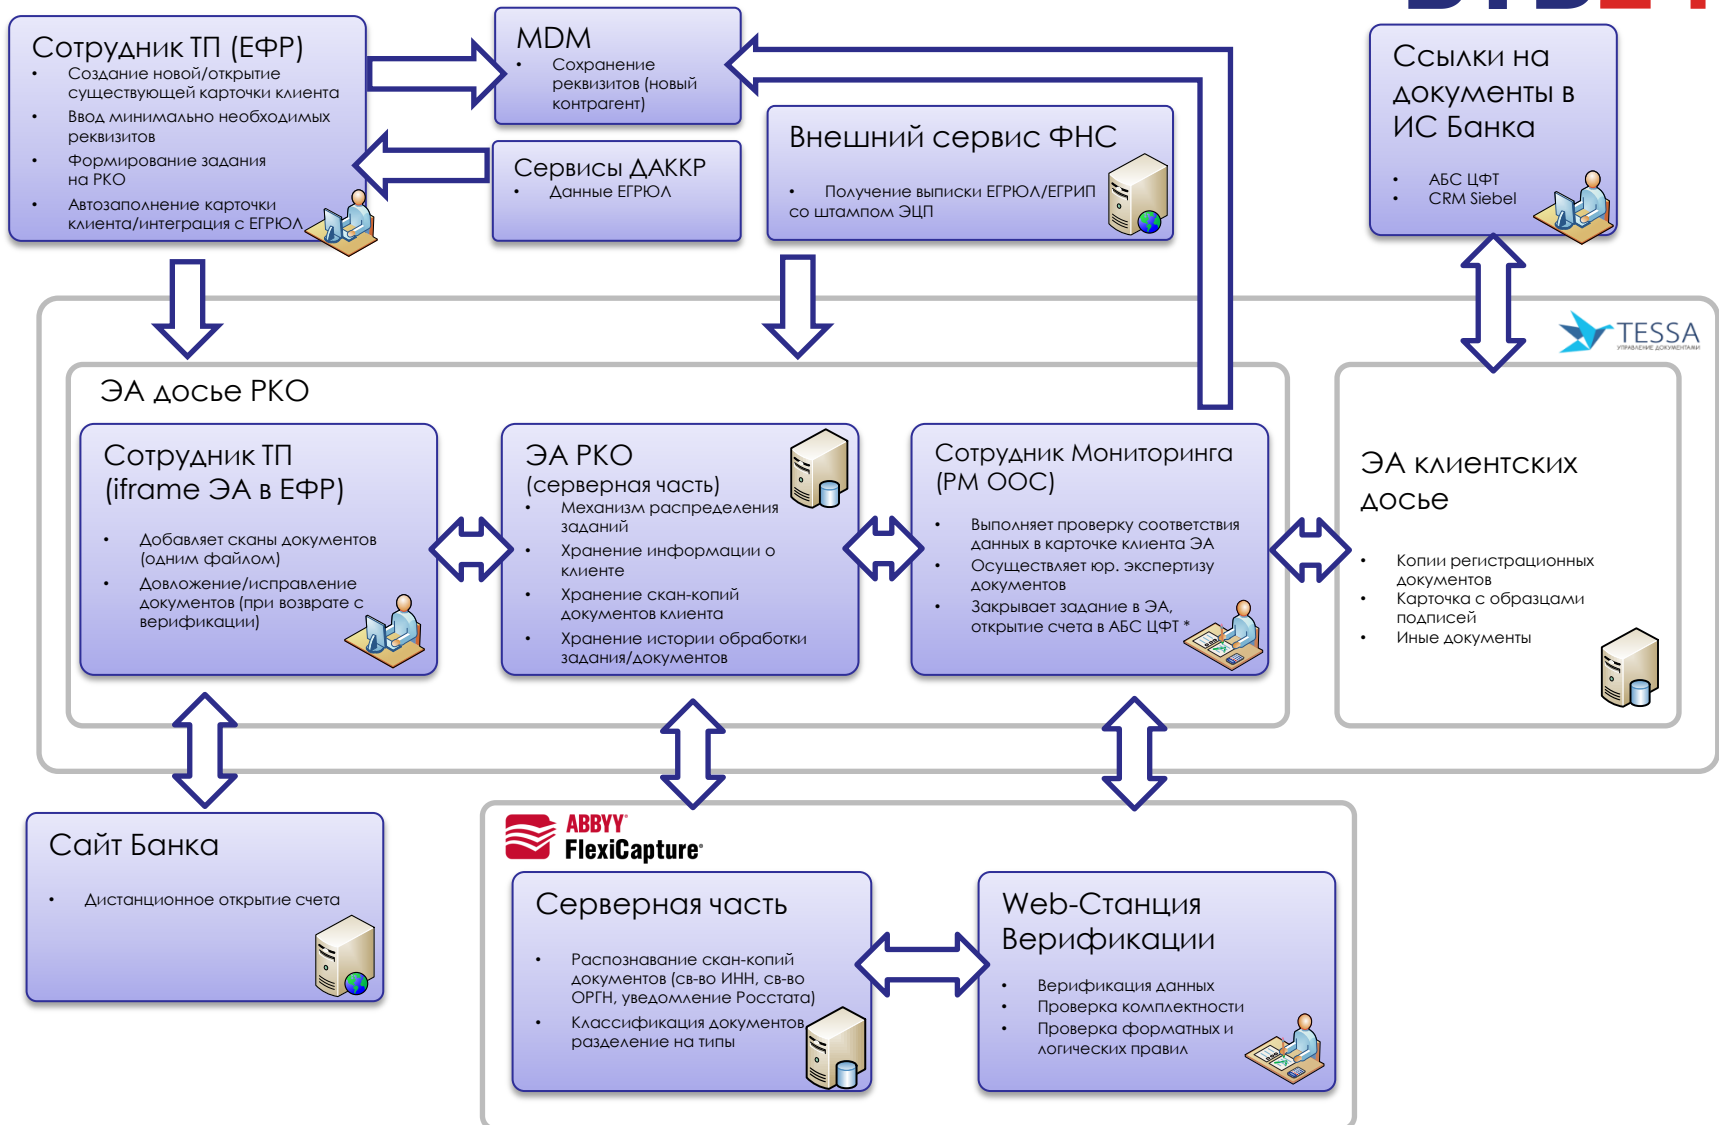 Сотрудник ТП (ЕФР)
• Создание новой/открытие
существующей карточки клиента
• Ввод минимально необходимых
реквизитов
• Формирование задания
на РКО
• Автозаполнение карточки
клиента/интеграция с ЕГРЮЛ
MDM
• Сохранение
реквизитов (новый
контрагент)
Сервисы ДАККР
• Данные ЕГРЮЛ
Внешний сервис ФНС
• Получение выписки ЕГРЮЛ/ЕГРИП
со штампом ЭЦП
Ссылки на
документы в
ИС Банка
• АБС ЦФТ
• CRM Siebel
TESSA
УПРАВЛЕНИЕ ДОКУМЕНТАМИ
ЭА досье РКО
Сотрудник ТП
(iframe ЭА в ЕФР)
• Добавляет сканы документов
(одним файлом)
• Довложение/исправление
документов (при возврате с
верификации)
ЭА РКО
(серверная часть)
• Механизм распределения
заданий
• Хранение информации о
клиенте
• Хранение скан-копий
документов клиента
• Хранение истории обработки
задания/документов
Сотрудник Мониторинга
(РМ ООС)
• Выполняет проверку соответствия
данных в карточке клиента ЭА
• Осуществляет юр. экспертизу
документов
• Закрывает задание в ЭА,
открытие счета в АБС ЦФТ *
ЭА клиентских
досье
• Копии регистрационных
документов
• Карточка с образцами
подписей
• Иные документы
Сайт Банка
• Дистанционное открытие счета
ABBYY
FlexiCapture
Серверная часть
• Распознавание скан-копий
документов (св-во ИНН, св-во
ОРГН, уведомление Росстата)
• Классификация документов,
разделение на типы
Web-Станция
Верификации
• Верификация данных
• Проверка комплектности
• Проверка форматных и
логических правил